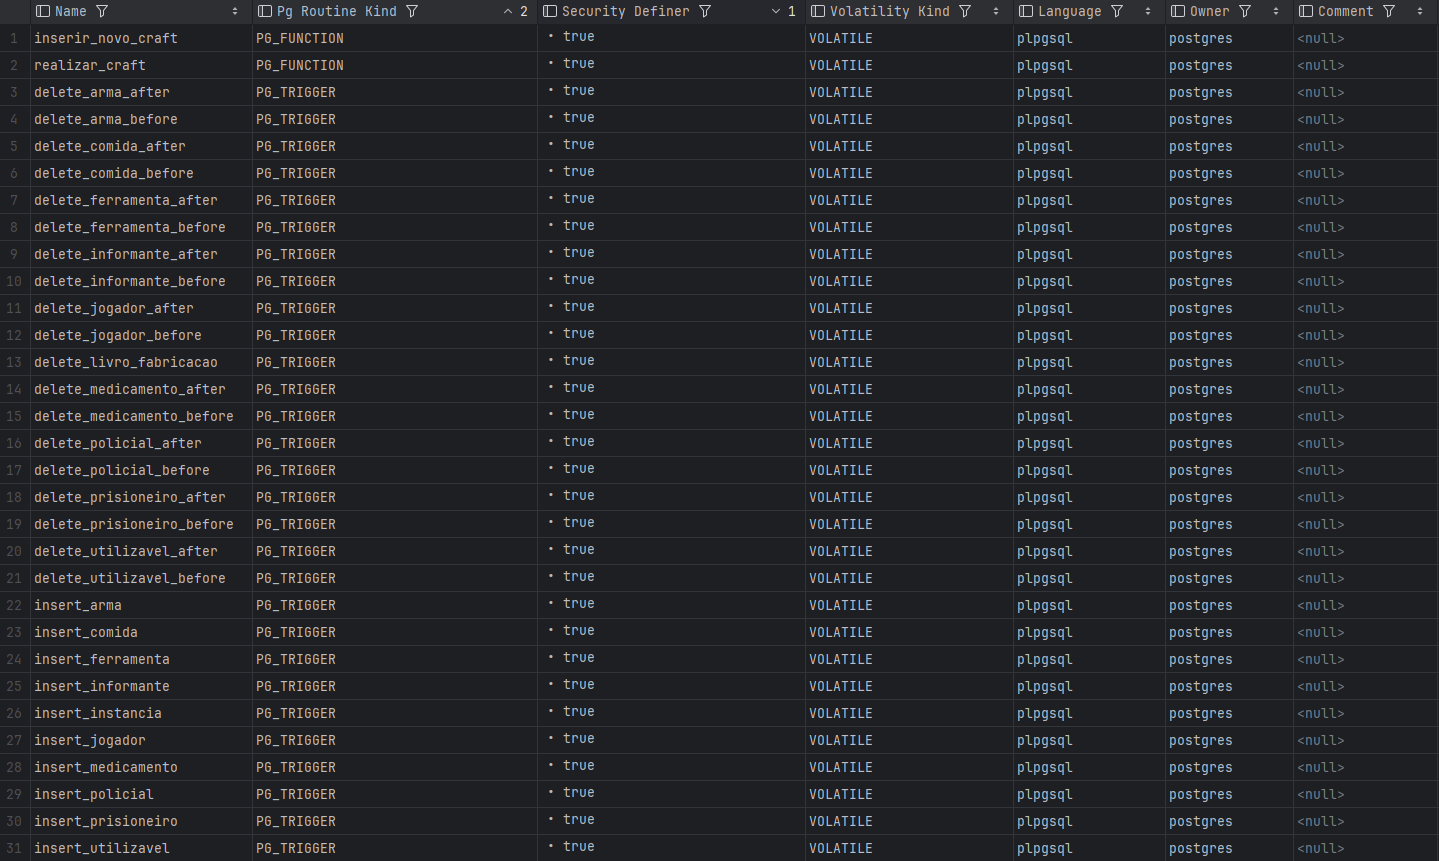 Name Pg Routine Kind 2 Security Definer 1 Volatility Kind Language Owner Comment
1 inserir_novo_craft PG_FUNCTION true VOLATILE plpgsql postgres <null>
2 realizar_craft PG_FUNCTION true VOLATILE plpgsql postgres <null>
3 delete_arma_after PG_TRIGGER true VOLATILE plpgsql postgres <null>
4 delete_arma_before PG_TRIGGER true VOLATILE plpgsql postgres <null>
5 delete_comida_after PG_TRIGGER true VOLATILE plpgsql postgres <null>
6 delete_comida_before PG_TRIGGER true VOLATILE plpgsql postgres <null>
7 delete_ferramenta_after PG_TRIGGER true VOLATILE plpgsql postgres <null>
8 delete_ferramenta_before PG_TRIGGER true VOLATILE plpgsql postgres <null>
9 delete_informante_after PG_TRIGGER true VOLATILE plpgsql postgres <null>
10 delete_informante_before PG_TRIGGER true VOLATILE plpgsql postgres <null>
11 delete_jogador_after PG_TRIGGER true VOLATILE plpgsql postgres <null>
12 delete_jogador_before PG_TRIGGER true VOLATILE plpgsql postgres <null>
13 delete_livro_fabricacao PG_TRIGGER true VOLATILE plpgsql postgres <null>
14 delete_medicamento_after PG_TRIGGER true VOLATILE plpgsql postgres <null>
15 delete_medicamento_before PG_TRIGGER true VOLATILE plpgsql postgres <null>
16 delete_policial_after PG_TRIGGER true VOLATILE plpgsql postgres <null>
17 delete_policial_before PG_TRIGGER true VOLATILE plpgsql postgres <null>
18 delete_prisioneiro_after PG_TRIGGER true VOLATILE plpgsql postgres <null>
19 delete_prisioneiro_before PG_TRIGGER true VOLATILE plpgsql postgres <null>
20 delete_utilizavel_after PG_TRIGGER true VOLATILE plpgsql postgres <null>
21 delete_utilizavel_before PG_TRIGGER true VOLATILE plpgsql postgres <null>
22 insert_arma PG_TRIGGER true VOLATILE plpgsql postgres <null>
23 insert_comida PG_TRIGGER true VOLATILE plpgsql postgres <null>
24 insert_ferramenta PG_TRIGGER true VOLATILE plpgsql postgres <null>
25 insert_informante PG_TRIGGER true VOLATILE plpgsql postgres <null>
26 insert_instancia PG_TRIGGER true VOLATILE plpgsql postgres <null>
27 insert_jogador PG_TRIGGER true VOLATILE plpgsql postgres <null>
28 insert_medicamento PG_TRIGGER true VOLATILE plpgsql postgres <null>
29 insert_policial PG_TRIGGER true VOLATILE plpgsql postgres <null>
30 insert_prisioneiro PG_TRIGGER true VOLATILE plpgsql postgres <null>
31 insert_utilizavel PG_TRIGGER true VOLATILE plpgsql postgres <null>